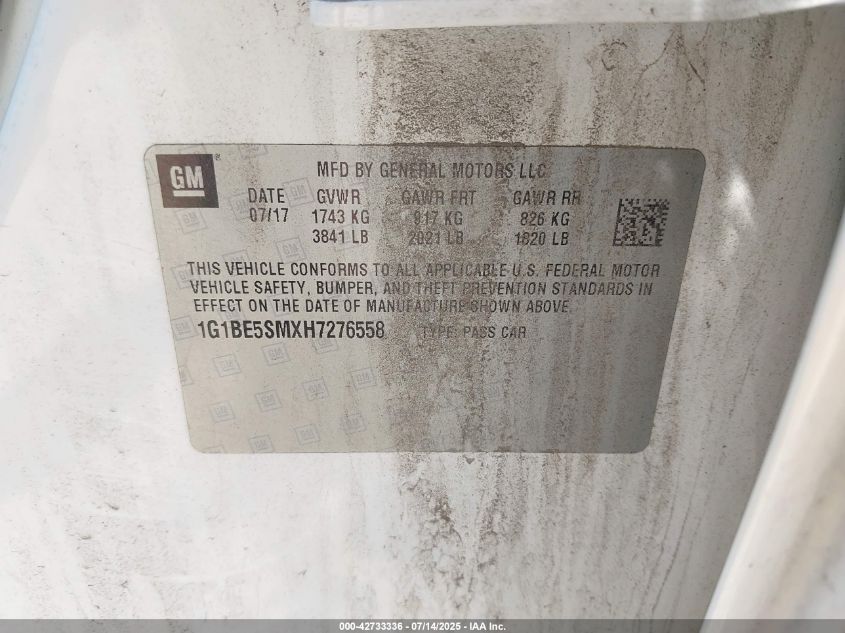 GM
MFD BY GENERAL MOTORS LLC
DATE GVWR GAWR FRT GAWR RR
07/17 1743 KG 917 KG 826 KG
3841 LB 2021 LB 1820 LB
THIS VEHICLE CONFORMS TO ALL APPLICABLE U.S. FEDERAL MOTOR
VEHICLE SAFETY, BUMPER, AND THEFT PREVENTION STANDARDS IN
EFFECT ON THE DATE OF MANUFACTURE SHOWN ABOVE.
1G1BE5SMXH7276558 TYPE: PASS CAR
000-42733336 - 07/14/2025 - IAA Inc.